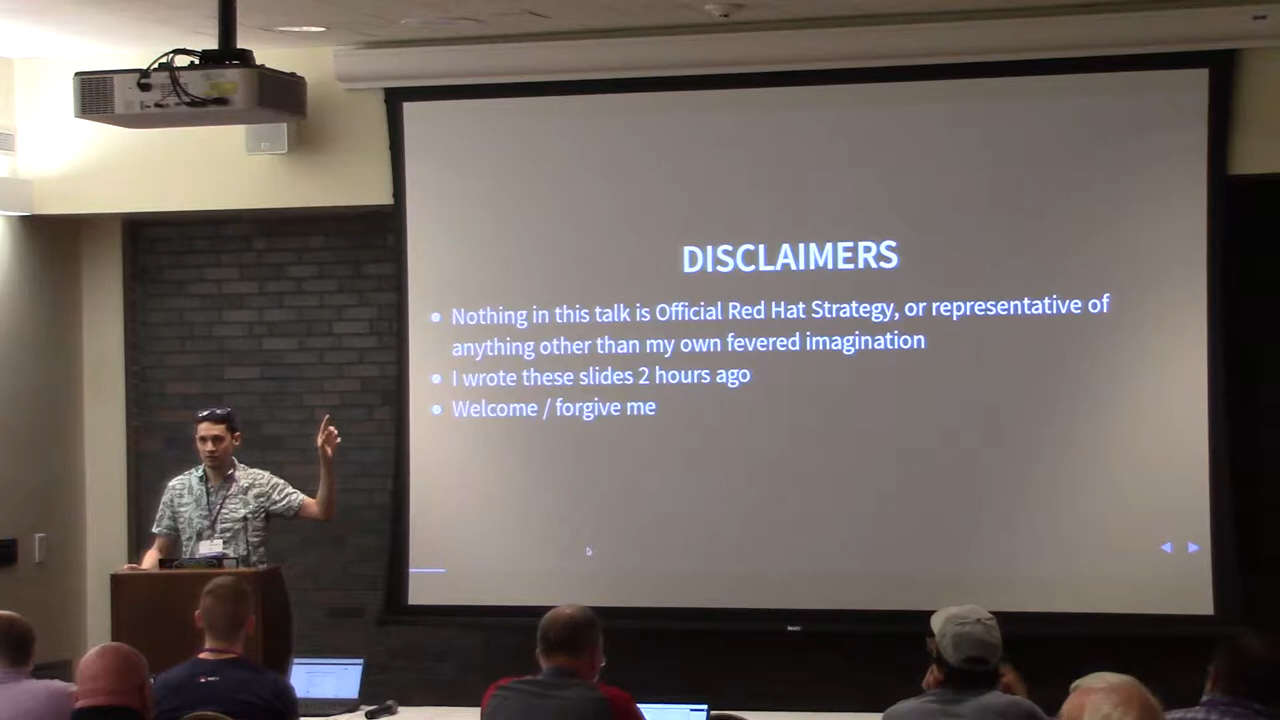 DISCLAIMERS
Nothing in this talk is Official Red Hat Strategy, or representative of
anything other than my own fevered imagination
I wrote these slides 2 hours ago
Welcome / forgive me